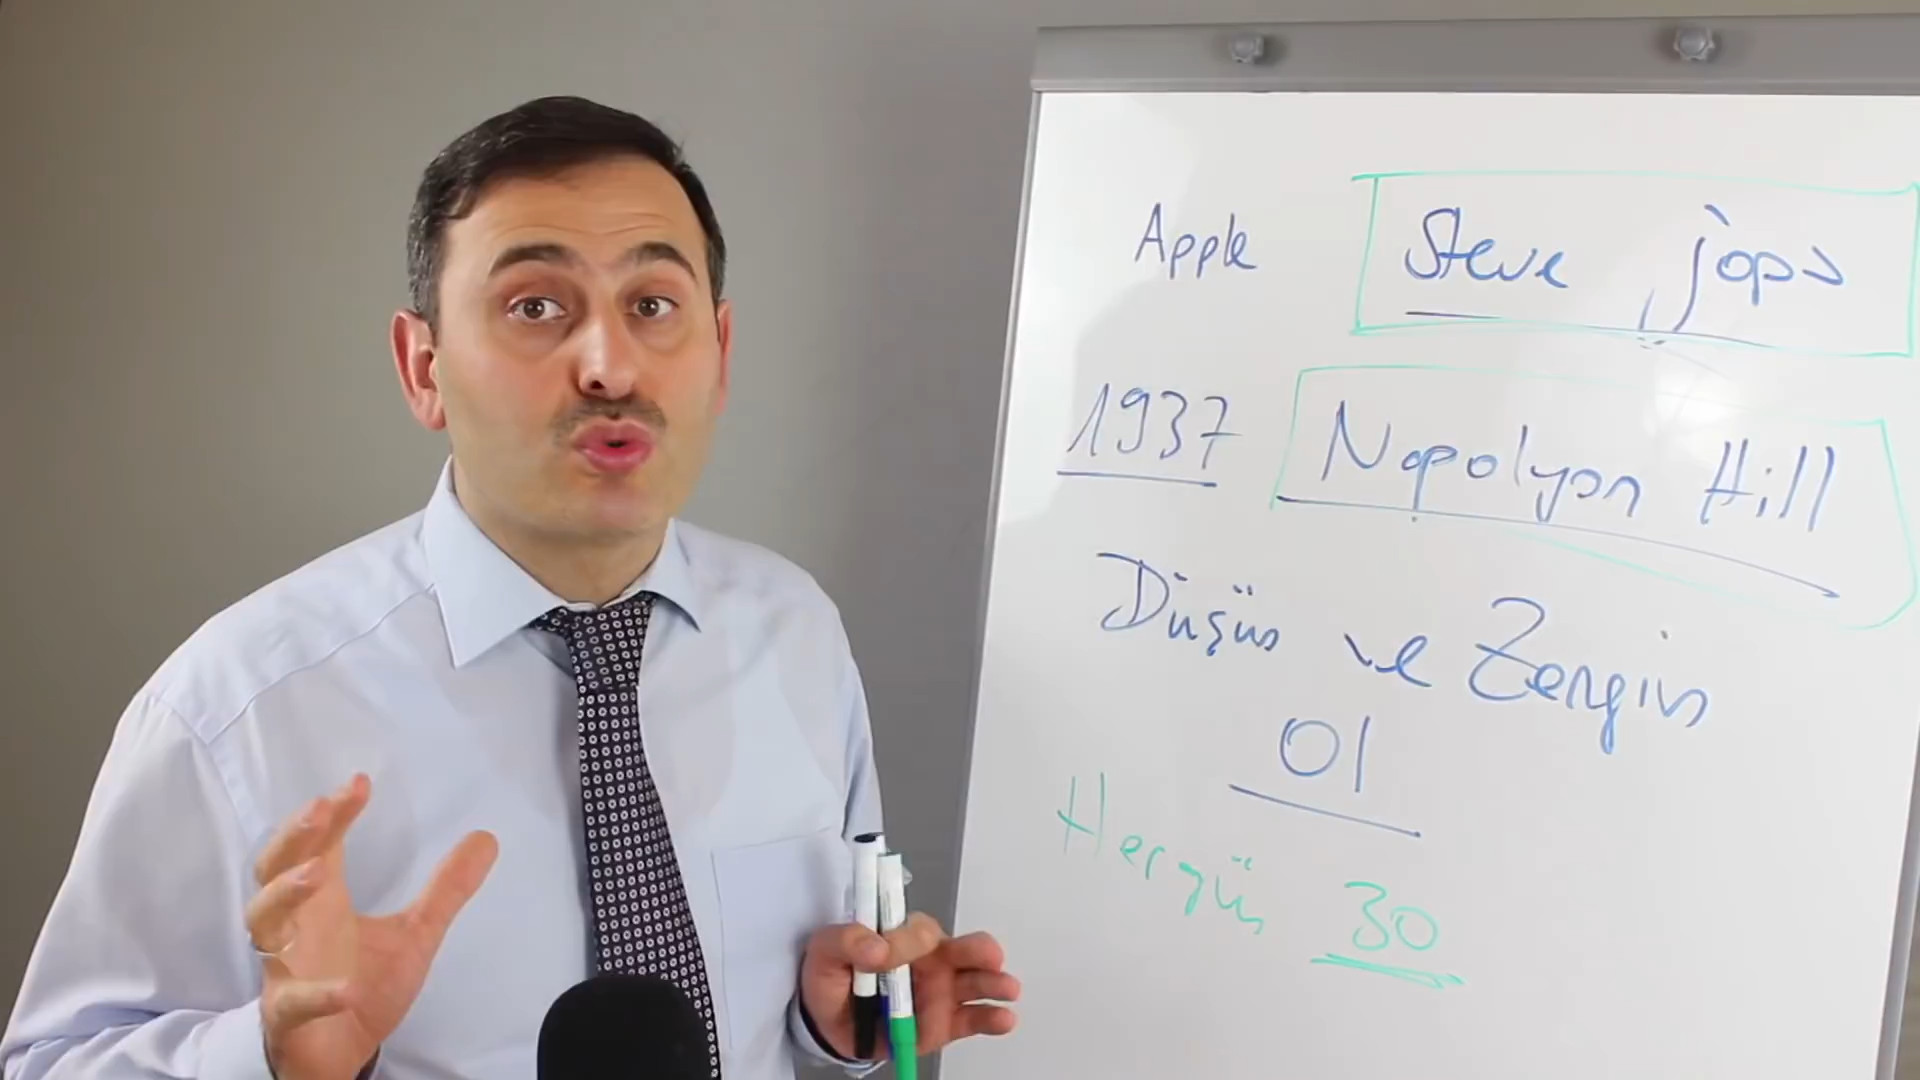 Apple Steve jops
1937 Napolyon Hill
Düşün ve Zengin
Ol
Hergün 30